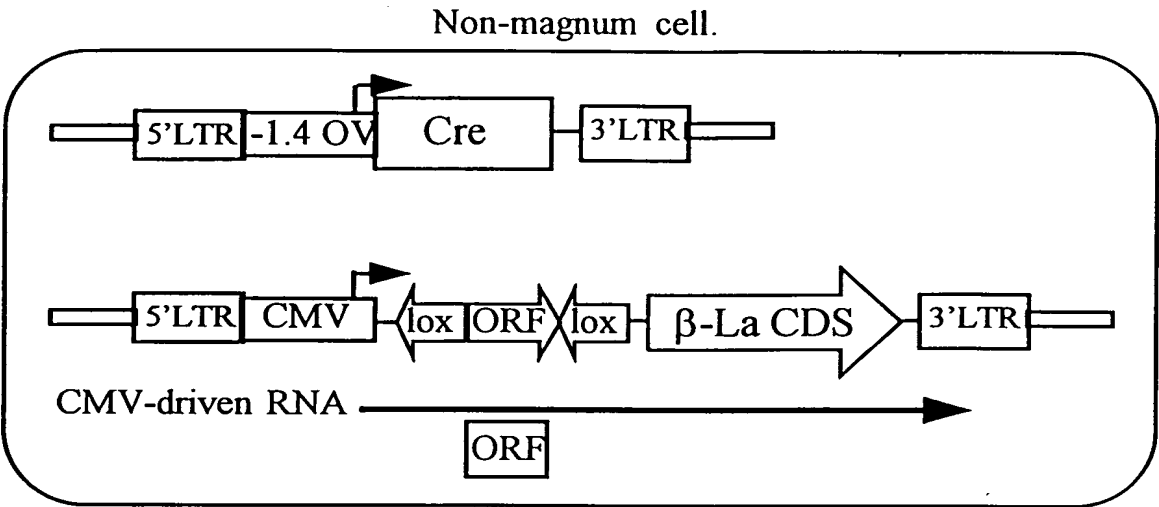 Non-magnum cell.
5'LTR -1.4 OV Cre 3'LTR
5'LTR CMV lox ORF lox β-La CDS 3'LTR
CMV-driven RNA
ORF